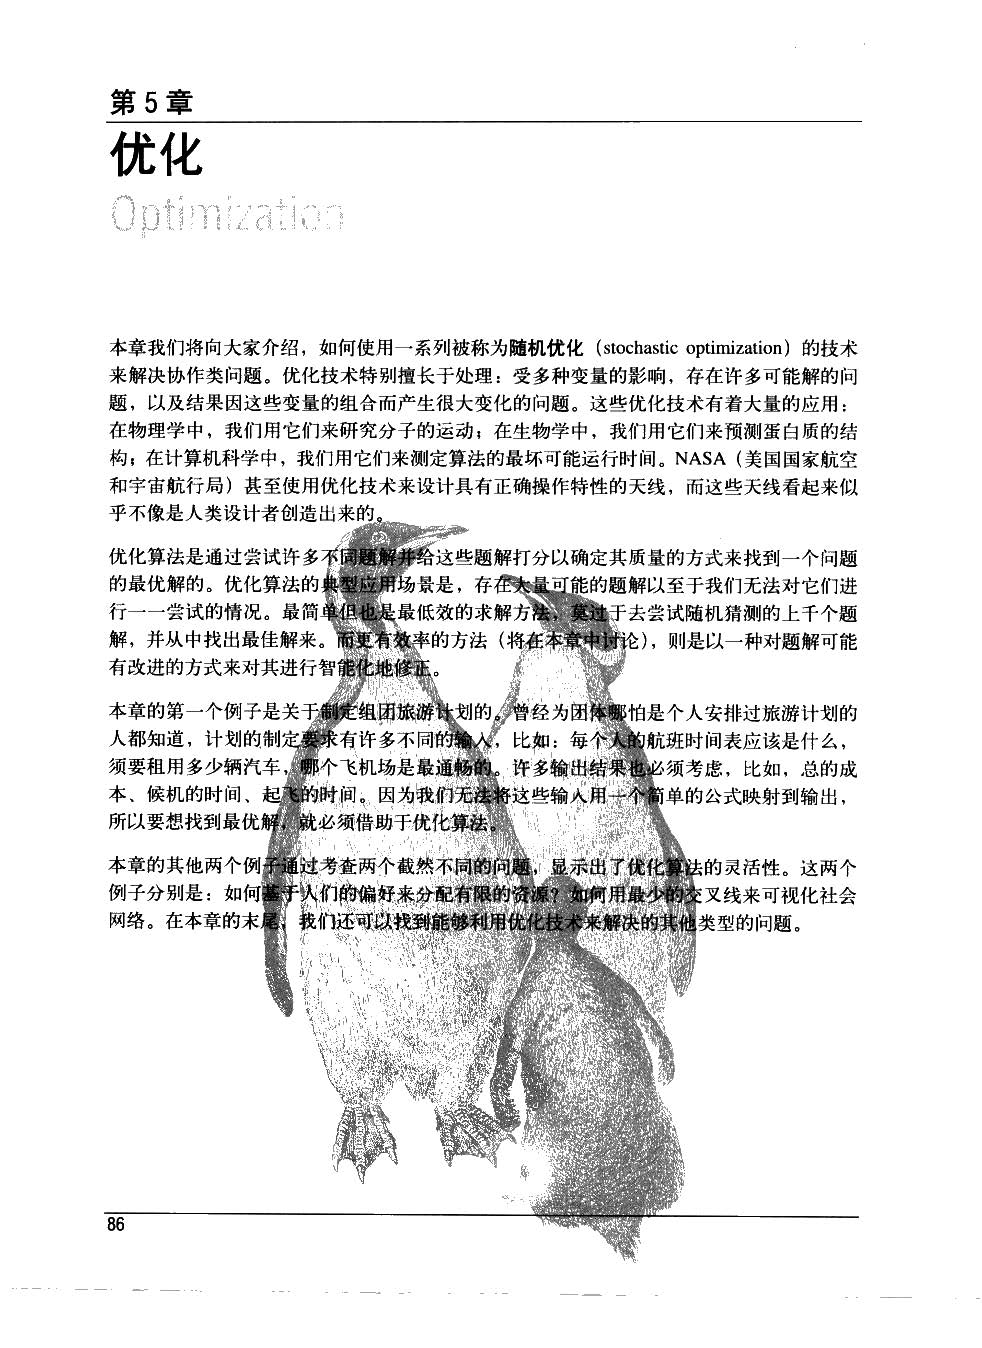 第 5 章
优化
Optimization
本章我们将向大家介绍，如何使用一系列被称为随机优化（stochastic optimization）的技术
来解决协作类问题。优化技术特别擅长于处理：受多种变量的影响，存在许多可能解的问
题，以及结果因这些变量的组合而产生很大变化的问题。这些优化技术有着大量的应用：
在物理学中，我们用它们来研究分子的运动；在生物学中，我们用它们来预测蛋白质的结
构；在计算机科学中，我们用它们来测定算法的最坏可能运行时间。NASA（美国国家航空
和宇宙航行局）甚至使用优化技术来设计具有正确操作特性的天线，而这些天线看起来似
乎不像是人类设计者创造出来的。
优化算法是通过尝试许多不同题解并给这些题解打分以确定其质量的方式来找到一个问题
的最优解的。优化算法的典型应用场景是，存在大量可能的题解以至于我们无法对它们进
行一一尝试的情况。最简单但也是最低效的求解方法，莫过于去尝试随机猜测的上千个题
解，并从中找出最佳解来。而更有效率的方法（将在本章中讨论），则是以一种对题解可能
有改进的方式来对其进行智能化地修正。
本章的第一个例子是关于制定组团旅游计划的。曾经为团体哪怕是个人安排过旅游计划的
人都知道，计划的制定要求有许多不同的输入，比如：每个人的航班时间表应该是什么，
须要租用多少辆汽车，哪个飞机场是最通畅的。许多输出结果也必须考虑，比如，总的成
本、候机的时间、起飞的时间。因为我们无法将这些输入用一个简单的公式映射到输出，
所以要想找到最优解，就必须借助于优化算法。
本章的其他两个例子通过考查两个截然不同的问题，显示出了优化算法的灵活性。这两个
例子分别是：如何基于人们的偏好来分配有限的资源？如何用最少的交叉线来可视化社会
网络。在本章的末尾，我们还可以找到能够利用优化技术来解决的其他类型的问题。
86